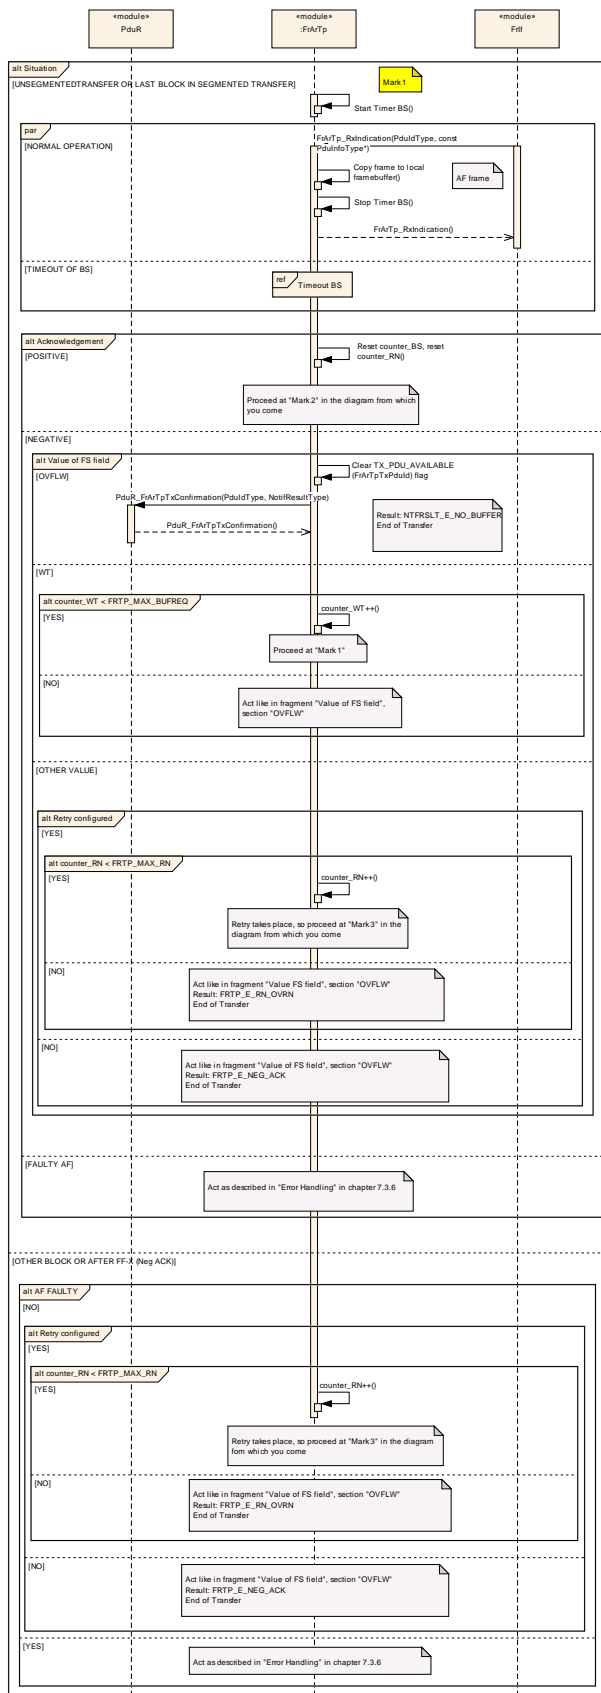 «module»
PduR
«module»
:FrArTp
«module»
FrIf
alt Situation
[UNSEGMENTEDTRANSFER OR LAST BLOCK IN SEGMENTED TRANSFER]
Mark1
Start Timer BS()
par
[NORMAL OPERATION]
FrArTp_RxIndication(PduIdType, const
PduInfoType*)
Copy frame to local
framebuffer()
AF frame
Stop Timer BS()
FrArTp_RxIndication()
[TIMEOUT OF BS]
ref
Timeout BS
alt Acknowledgement
[POSITIVE]
Reset counter_BS, reset
counter_RN()
Proceed at "Mark2" in the diagram from which
you come
[NEGATIVE]
alt Value of FS field
[OVFLW]
Clear TX_PDU_AVAILABLE
(FrArTpTxPduId) flag
PduR_FrArTpTxConfirmation(PduIdType, NotifResultType)
Result: NTFRSLT_E_NO_BUFFER
End of Transfer
PduR_FrArTpTxConfirmation()
[WT]
alt counter_WT < FRTP_MAX_BUFREQ
[YES]
counter_WT++()
Proceed at "Mark1"
[NO]
Act like in fragment "Value of FS field",
section "OVFLW"
[OTHER VALUE]
alt Retry configured
[YES]
alt counter_RN < FRTP_MAX_RN
[YES]
counter_RN++()
Retry takes place, so proceed at "Mark3" in the
diagram from which you come
[NO]
Act like in fragment "Value FS field", section "OVFLW"
Result: FRTP_E_RN_OVRN
End of Transfer
[NO]
Act like in fragment "Value of FS field", section "OVFLW"
Result: FRTP_E_NEG_ACK
End of Transfer
[FAULTY AF]
Act as described in "Error Handling" in chapter 7.3.6
[OTHER BLOCK OR AFTER FF-X (Neg ACK)]
alt AF FAULTY
[NO]
alt Retry configured
[YES]
alt counter_RN < FRTP_MAX_RN
[YES]
counter_RN++()
Retry takes place, so proceed at "Mark3" in the diagram
fom which you come
[NO]
Act like in fragment "Value of FS field", section "OVFLW"
Result: FRTP_E_RN_OVRN
End of Transfer
[NO]
Act like in fragment "Value of FS field", section "OVFLW"
Result: FRTP_E_NEG_ACK
End of Transfer
[YES]
Act as described in "Error Handling" in chapter 7.3.6